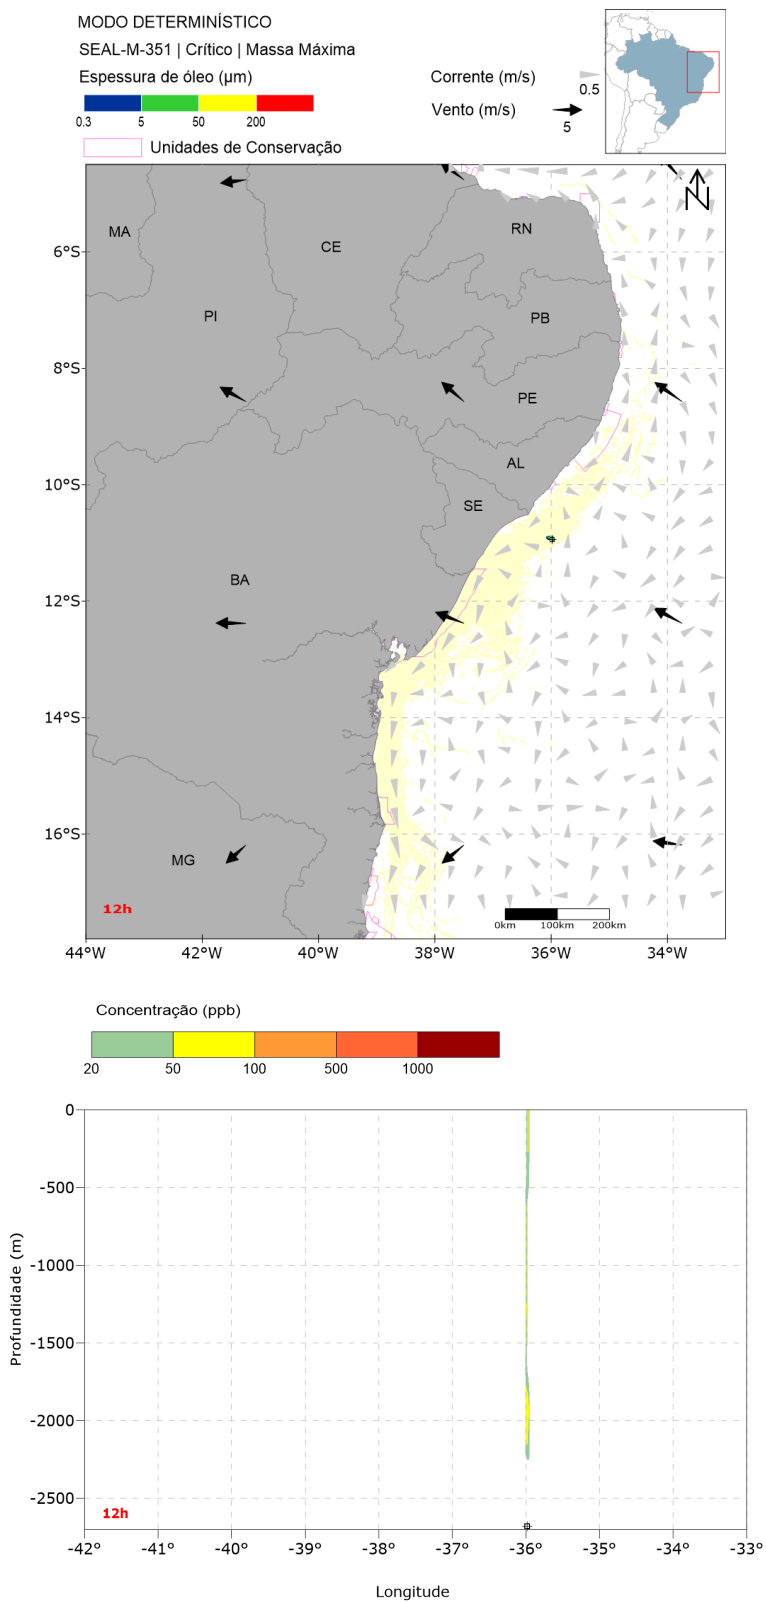 MODO DETERMINÍSTICO
SEAL-M-351 | Crítico | Massa Máxima
Espessura de óleo (µm)
0.3 5 50 200
Unidades de Conservação
Corrente (m/s)
0.5
Vento (m/s)
5
N
MA
CE
RN
PI
PB
PE
AL
SE
BA
MG
6°S
8°S
10°S
12°S
14°S
16°S
12h
0km 100km 200km
44°W 42°W 40°W 38°W 36°W 34°W
Concentração (ppb)
20 50 100 500 1000
0
-500
-1000
-1500
-2000
-2500
Profundidade (m)
12h
-42° -41° -40° -39° -38° -37° -36° -35° -34° -33°
Longitude